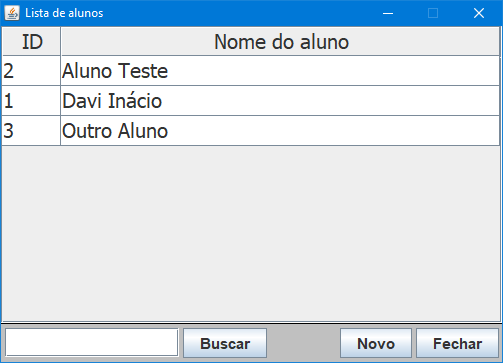 Lista de alunos
ID Nome do aluno
2 Aluno Teste
1 Davi Inácio
3 Outro Aluno
Buscar Novo Fechar